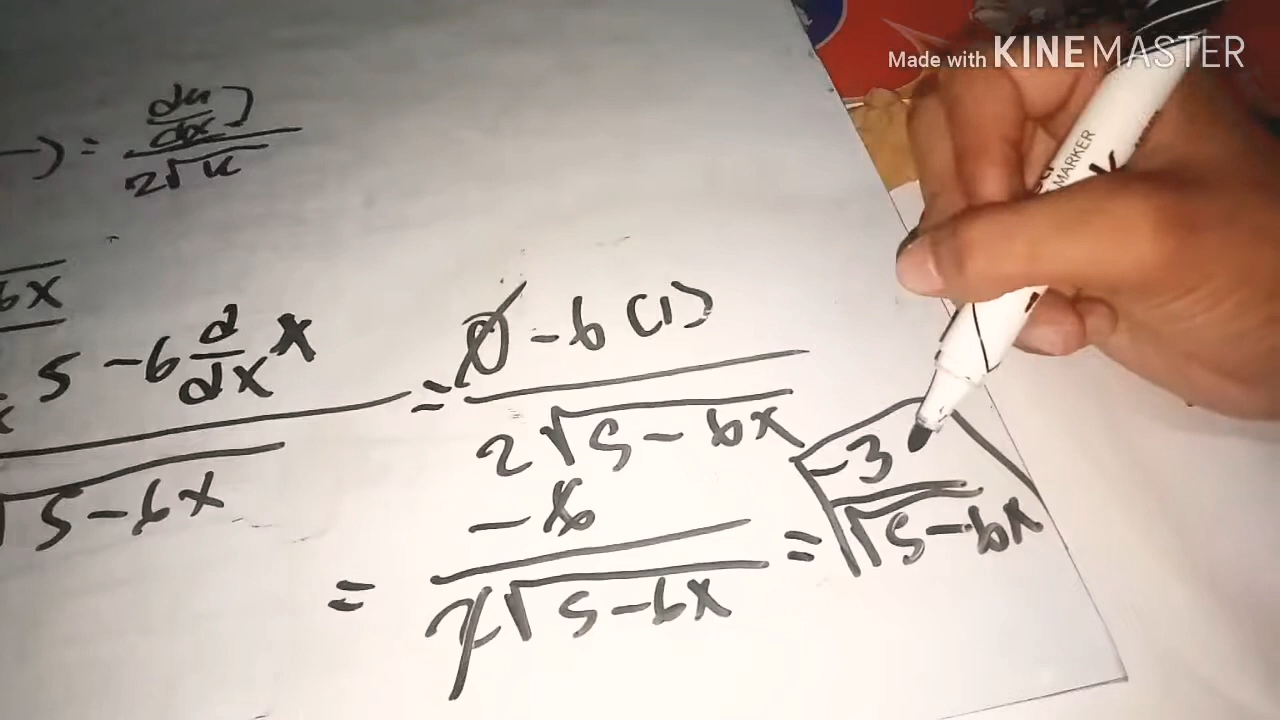 Made with KINEMASTER
MARKER
) = du/dx] / 2√u
6x
5 - 6 d/dx x / √5-6x = 0 - 6(1) / 2√5-6x
= -6 / 2√5-6x = -3 / √5-6x